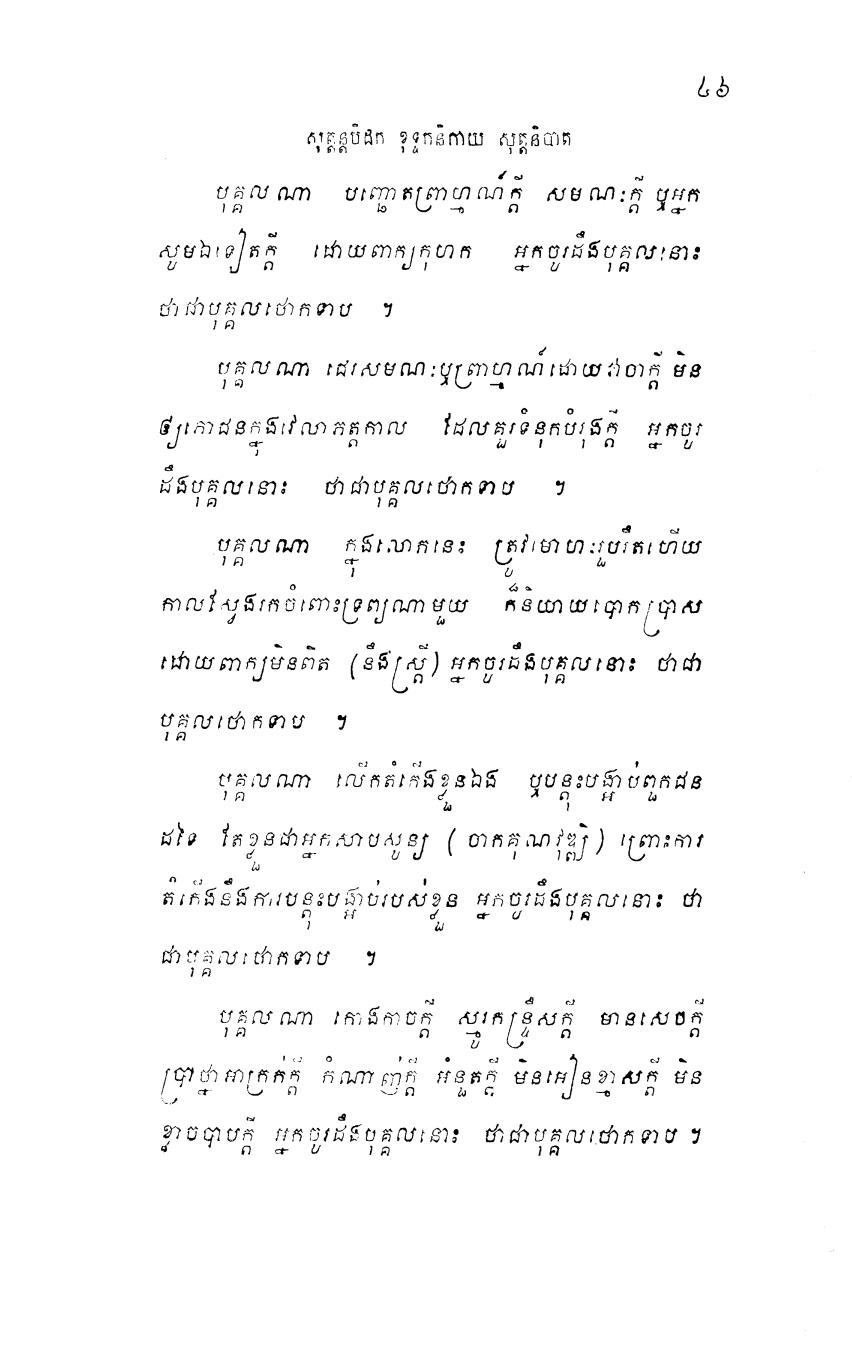 ៤៦
សុត្តន្តបិដក ខុទ្ទកនិកាយ សុត្តនិបាត
បុគ្គលណា បញ្ឆោតព្រាហ្មណ៍ក្តី សមណៈក្តី ឬអ្នក
សូមឯទៀតក្តី ដោយពាក្យកុហក អ្នកចូរដឹងបុគ្គលនោះ
ថាជាបុគ្គលថោកទាប ។
បុគ្គលណា ជេរសមណៈឬព្រាហ្មណ៍ដោយវាចាក្តី មិន
ឲ្យភោជនក្នុងវេលាភត្តកាល ដែលគួរទំនុកបំរុងក្តី អ្នកចូរ
ដឹងបុគ្គលនោះ ថាជាបុគ្គលថោកទាប ។
បុគ្គលណា ក្នុងលោកនេះ ត្រូវមោហៈរួបរឹតហើយ
កាលស្វែងរកចំពោះទ្រព្យណាមួយ ក៏និយាយបោកប្រាស
ដោយពាក្យមិនពិត (នឹងស្ត្រី) អ្នកចូរដឹងបុគ្គលនោះ ថាជា
បុគ្គលថោកទាប ។
បុគ្គលណា លើកតំកើងខ្លួនឯង ឬបន្តុះបង្អាប់ពួកជន
ដទៃ តែខ្លួនជាអ្នកសាបសូន្យ (ចាកគុណវុឌ្ឍិ) ព្រោះការ
តំកើងនឹងការបន្តុះបង្អាប់របស់ខ្លួន អ្នកចូរដឹងបុគ្គលនោះ ថា
ជាបុគ្គលថោកទាប ។
បុគ្គលណា កោងកាចក្តី ស្មូរកន្ទ្រឹសក្តី មានសេចក្តី
ប្រាថ្នាអាក្រក់ក្តី កំណាញ់ក្តី អំនួតក្តី មិនអៀនខ្មាសក្តី មិន
ខ្លាចបាបក្តី អ្នកចូរដឹងបុគ្គលនោះ ថាជាបុគ្គលថោកទាប ។